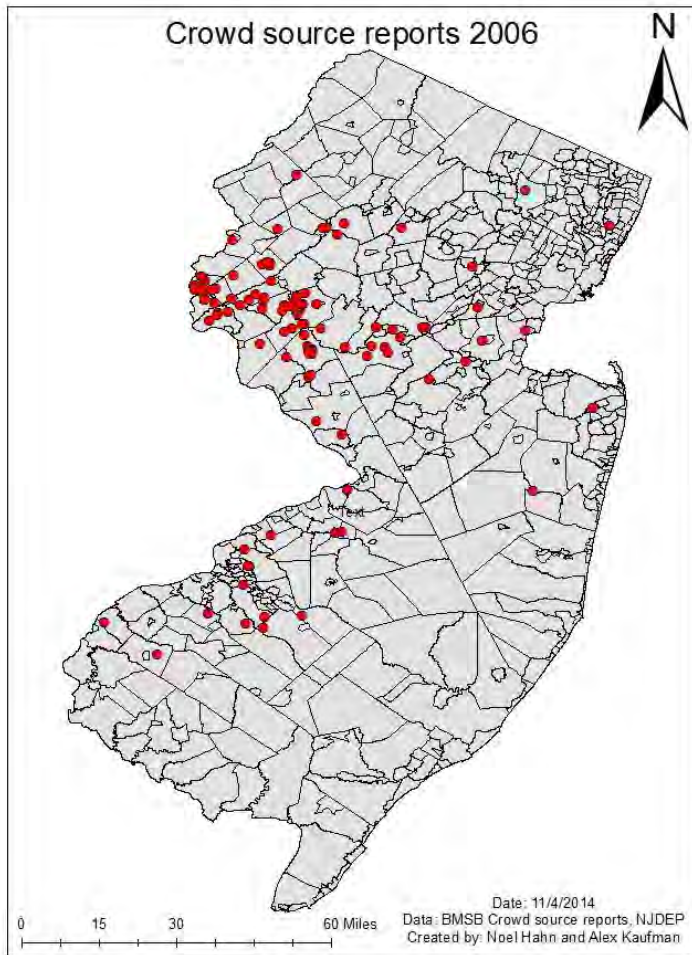 Crowd source reports 2006
N
Text
0 15 30 60 Miles
Date: 11/4/2014
Data: BMSB Crowd source reports, NJDEP
Created by: Noel Hahn and Alex Kaufman